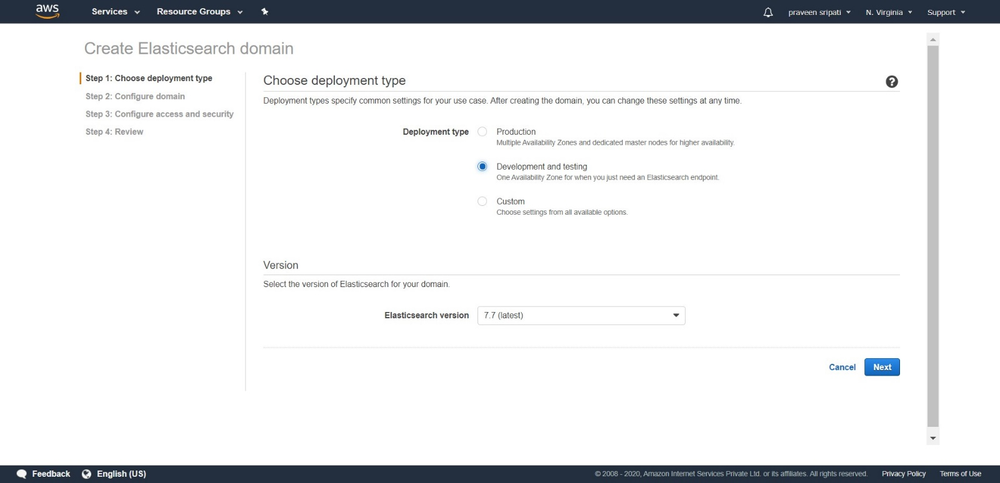 aws Services Resource Groups praveen sripati N. Virginia Support
Create Elasticsearch domain
Step 1: Choose deployment type
Step 2: Configure domain
Step 3: Configure access and security
Step 4: Review
Choose deployment type ?
Deployment types specify common settings for your use case. After creating the domain, you can change these settings at any time.
Deployment type Production
Multiple Availability Zones and dedicated master nodes for higher availability.
Development and testing
One Availability Zone for when you just need an Elasticsearch endpoint.
Custom
Choose settings from all available options.
Version
Select the version of Elasticsearch for your domain.
Elasticsearch version 7.7 (latest)
Cancel Next
Feedback English (US) © 2008 - 2020, Amazon Internet Services Private Ltd. or its affiliates. All rights reserved. Privacy Policy Terms of Use